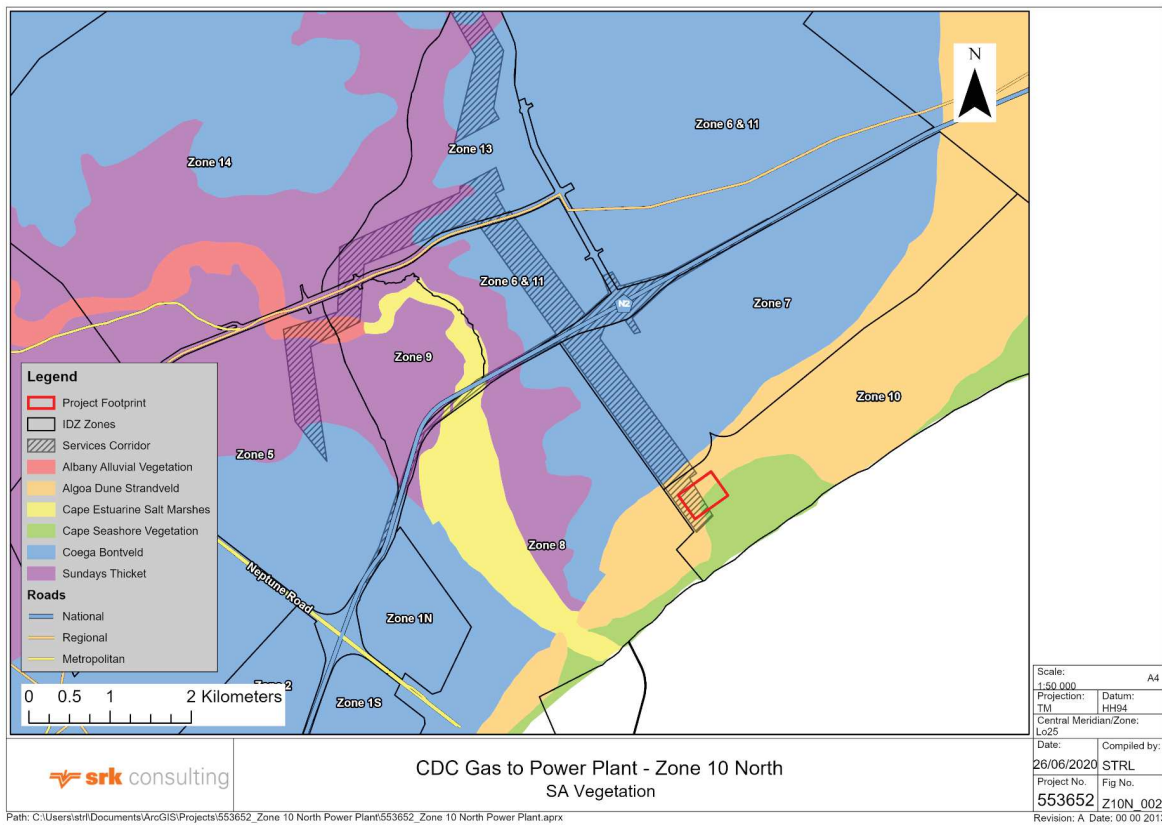 N
Zone 6 & 11
Zone 14
Zone 13
Zone 6 & 11
N2
Zone 7
Zone 9
Zone 10
Legend
Project Footprint
IDZ Zones
Services Corridor
Albany Alluvial Vegetation
Algoa Dune Strandveld
Cape Estuarine Salt Marshes
Cape Seashore Vegetation
Coega Bontveld
Sundays Thicket
Roads
National
Regional
Metropolitan
Zone 5
Zone 8
Neptune Road
Zone 1N
Zone 2
Zone 1S
0 0.5 1 2 Kilometers
Scale: A4
1:50 000
Projection: Datum:
TM HH94
Central Meridian/Zone:
Lo25
Date: Compiled by:
26/06/2020 STRL
Project No. Fig No.
553652 Z10N_002
Revision: A Date: 00 00 2013
srk consulting
CDC Gas to Power Plant - Zone 10 North
SA Vegetation
Path: C:\Users\strl\Documents\ArcGIS\Projects\553652_Zone 10 North Power Plant\553652_Zone 10 North Power Plant.aprx